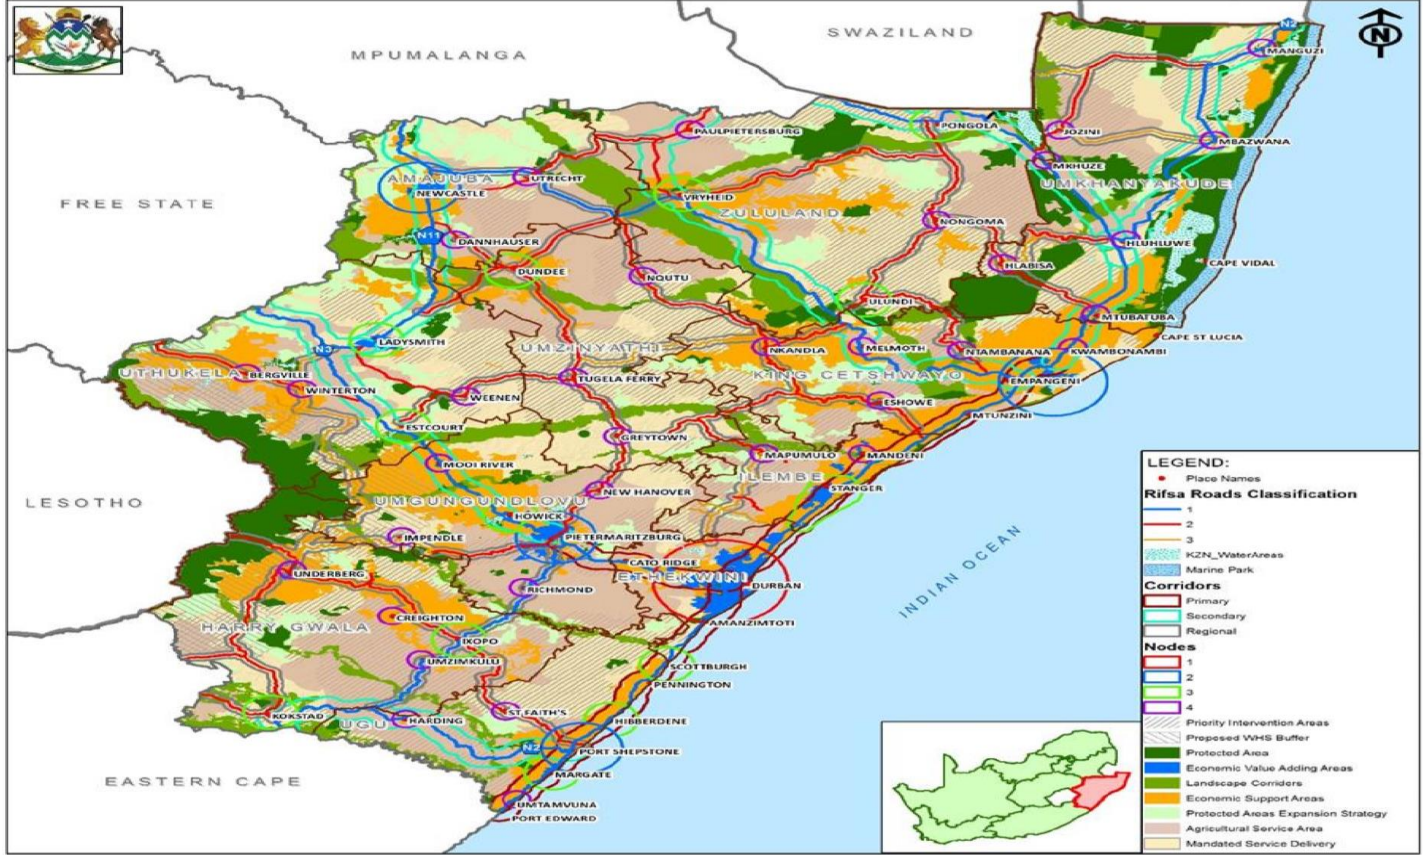 SWAZILAND
MPUMALANGA
N2
MANGUZI
PAULPIETERSBURG
PONGOLA
JOZINI
MBAZWANA
MKHUZE
UMKHANYAKUDE
AMAJUBA
UTRECHT
NEWCASTLE
VRYHEID
ZULULAND
FREE STATE
NONGOMA
N11
DANNHAUSER
HLUHLUWE
DUNDEE
NQUTU
HLABISA
CAPE VIDAL
ULUNDI
MTUBATUBA
CAPE ST LUCIA
LADYSMITH
N3
UMZINYATHI
NKANDLA
MELMOTH
NTAMBANANA
KWAMBONAMBI
UTHUKELA
BERGVILLE
WINTERTON
TUGELA FERRY
KING CETSHWAYO
EMPANGENI
WEENEN
ESHOWE
MTUNZINI
ESTCOURT
GREYTOWN
MOOI RIVER
MAPUMULO
MANDENI
ILEMBE
STANGER
LESOTHO
UMGUNGUNDLOVU
NEW HANOVER
HOWICK
IMPENDLE
PIETERMARITZBURG
CATO RIDGE
ETHEKWINI
DURBAN
UNDERBERG
RICHMOND
INDIAN OCEAN
CREIGHTON
HARRY GWALA
AMANZIMTOTI
IXOPO
UMZIMKULU
SCOTTBURGH
PENNINGTON
KOKSTAD
UGU
HARDING
ST FAITH'S
HIBBERDENE
N2
PORT SHEPSTONE
MARGATE
EASTERN CAPE
UMTAMVUNA
PORT EDWARD
N
LEGEND:
Place Names
Rifsa Roads Classification
1
2
3
KZN_WaterAreas
Marine Park
Corridors
Primary
Secondary
Regional
Nodes
1
2
3
4
Priority Intervention Areas
Proposed WHS Buffer
Protected Area
Economic Value Adding Areas
Landscape Corridors
Economic Support Areas
Protected Areas Expansion Strategy
Agricultural Service Area
Mandated Service Delivery